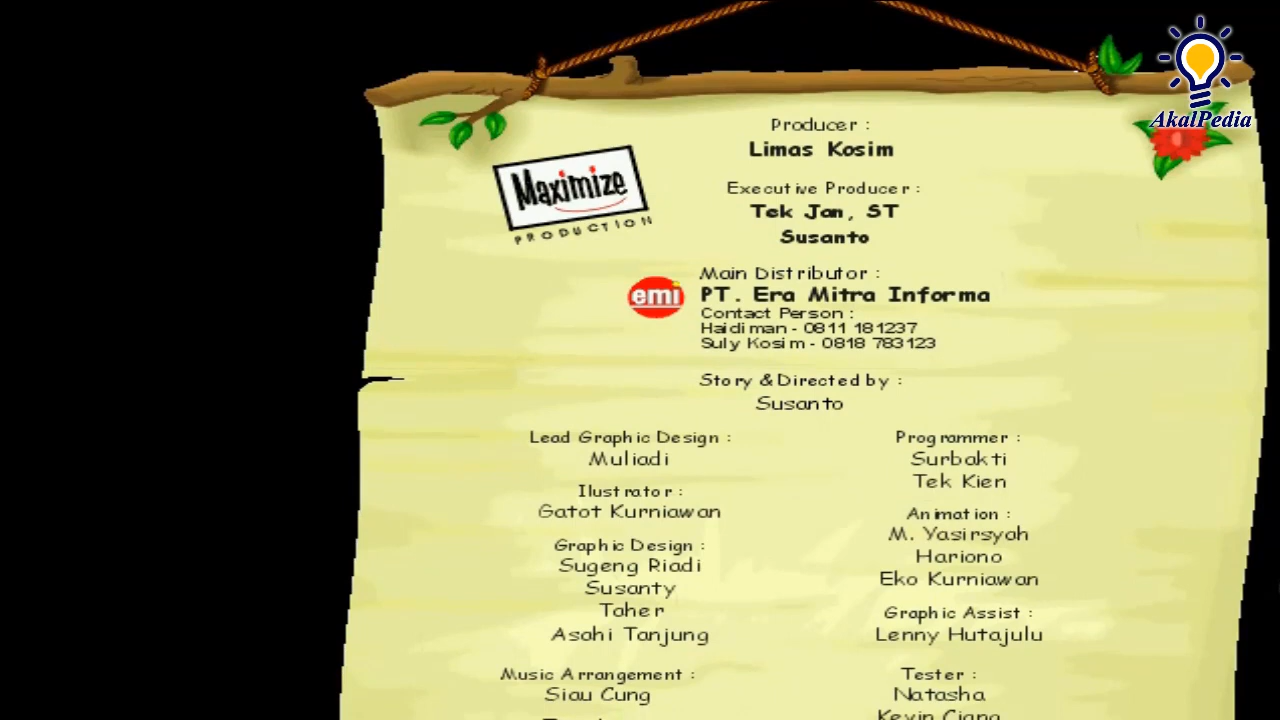 AkalPedia
Maximize
PRODUCTION
Producer :
Limas Kosim
Executive Producer :
Tek Jan, ST
Susanto
emi
Main Distributor :
PT. Era Mitra Informa
Contact Person :
Haidiman - 0811 181237
Suly Kosim - 0818 783123
Story & Directed by :
Susanto
Lead Graphic Design :
Muliadi
Ilustrator :
Gatot Kurniawan
Graphic Design :
Sugeng Riadi
Susanty
Taher
Asahi Tanjung
Music Arrangement :
Siau Cung
Programmer :
Surbakti
Tek Kien
Animation :
M. Yasirsyah
Hariono
Eko Kurniawan
Graphic Assist :
Lenny Hutajulu
Tester :
Natasha
Kevin Ciang